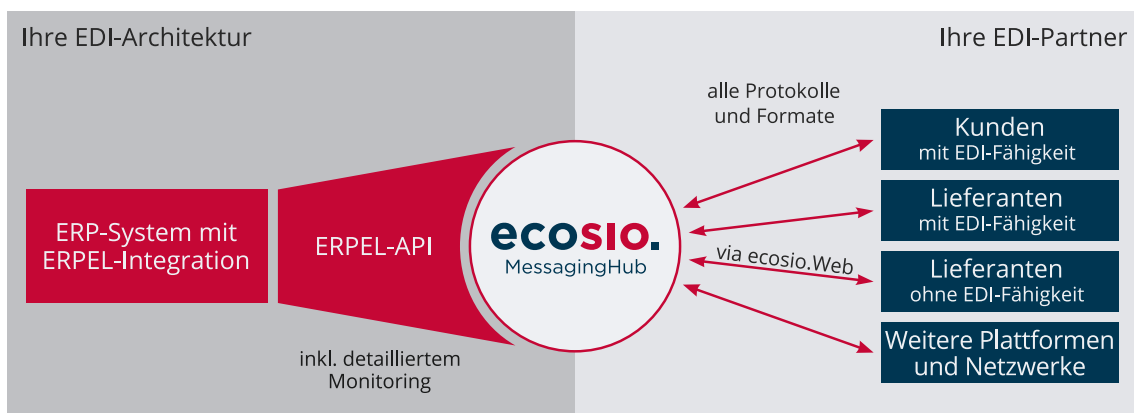 Ihre EDI-Architektur
Ihre EDI-Partner
ERP-System mit
ERPEL-Integration
ERPEL-API
inkl. detailliertem
Monitoring
ecosio.
MessagingHub
alle Protokolle
und Formate
via ecosio.Web
Kunden
mit EDI-Fähigkeit
Lieferanten
mit EDI-Fähigkeit
Lieferanten
ohne EDI-Fähigkeit
Weitere Plattformen
und Netzwerke